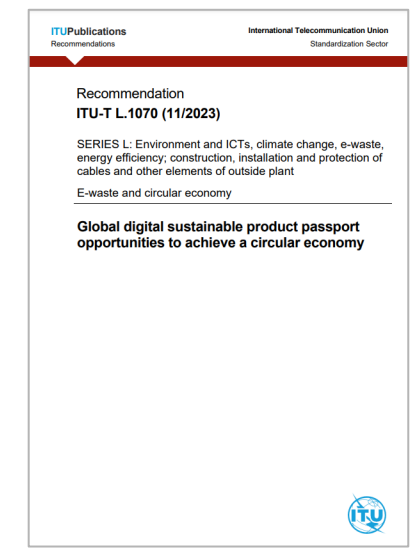 ITUPublications
International Telecommunication Union
Recommendations
Standardization Sector
Recommendation
ITU-T L.1070 (11/2023)
SERIES L: Environment and ICTs, climate change, e-waste,
energy efficiency; construction, installation and protection of
cables and other elements of outside plant
E-waste and circular economy
Global digital sustainable product passport
opportunities to achieve a circular economy
ITU